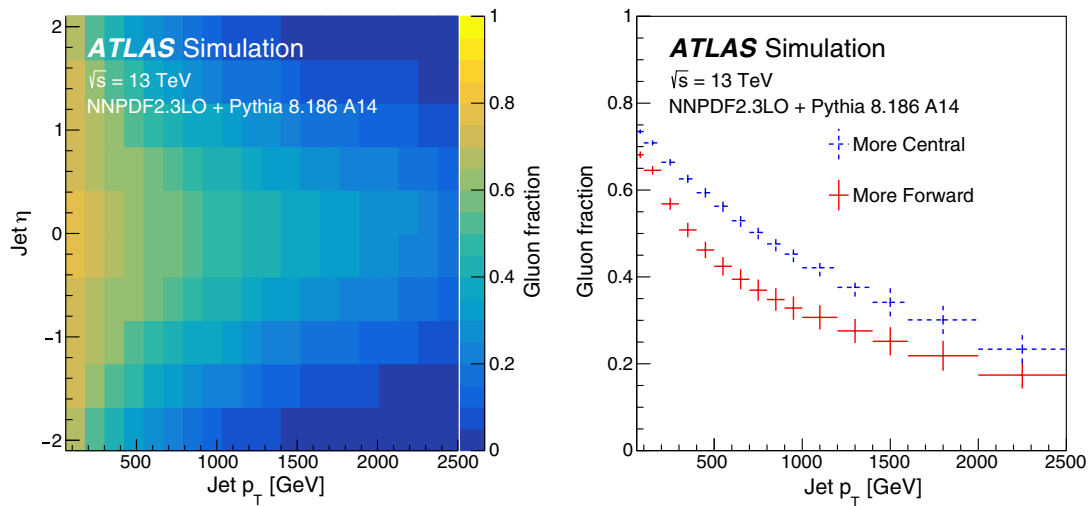 2
1
0
−1
−2
Jet η
ATLAS Simulation
√s = 13 TeV
NNPDF2.3LO + Pythia 8.186 A14
500 1000 1500 2000 2500
Jet p_T [GeV]
1
0.8
0.6
0.4
0.2
0
Gluon fraction
1
0.8
0.6
0.4
0.2
0
Gluon fraction
ATLAS Simulation
√s = 13 TeV
NNPDF2.3LO + Pythia 8.186 A14
More Central
More Forward
500 1000 1500 2000 2500
Jet p_T [GeV]